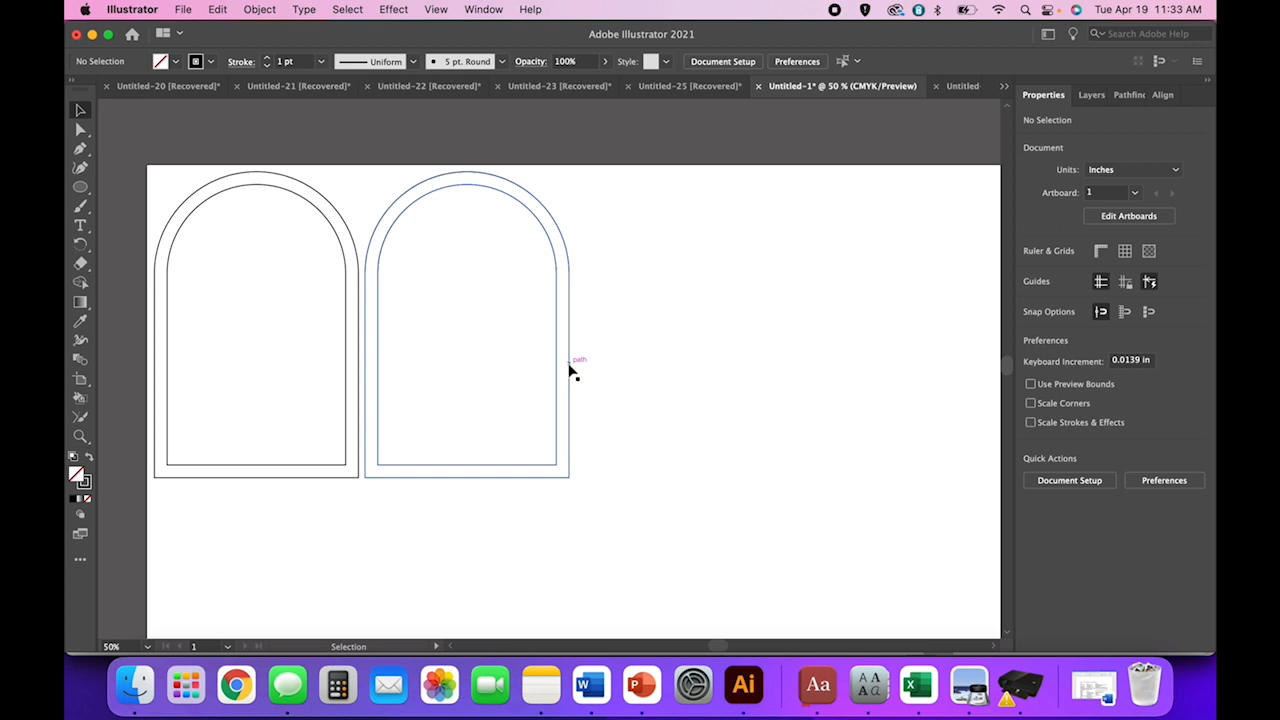 Illustrator File Edit Object Type Select Effect View Window Help Tue Apr 19 11:33 AM
Adobe Illustrator 2021 Search Adobe Help
No Selection Stroke: 1 pt Uniform 5 pt. Round Opacity: 100% Style: Document Setup Preferences
Untitled-20 [Recovered]* Untitled-21 [Recovered]* Untitled-22 [Recovered]* Untitled-23 [Recovered]* Untitled-25 [Recovered]* Untitled-1* @ 50 % (CMYK/Preview) Untitled
Properties Layers Pathfind Align
No Selection
Document
Units: Inches
Artboard: 1
Edit Artboards
Ruler & Grids
Guides
Snap Options
Preferences
path
Keyboard Increment: 0.0139 in
Use Preview Bounds
Scale Corners
Scale Strokes & Effects
Quick Actions
Document Setup Preferences
50% 1 Selection
W P Ai Aa A A A a X W